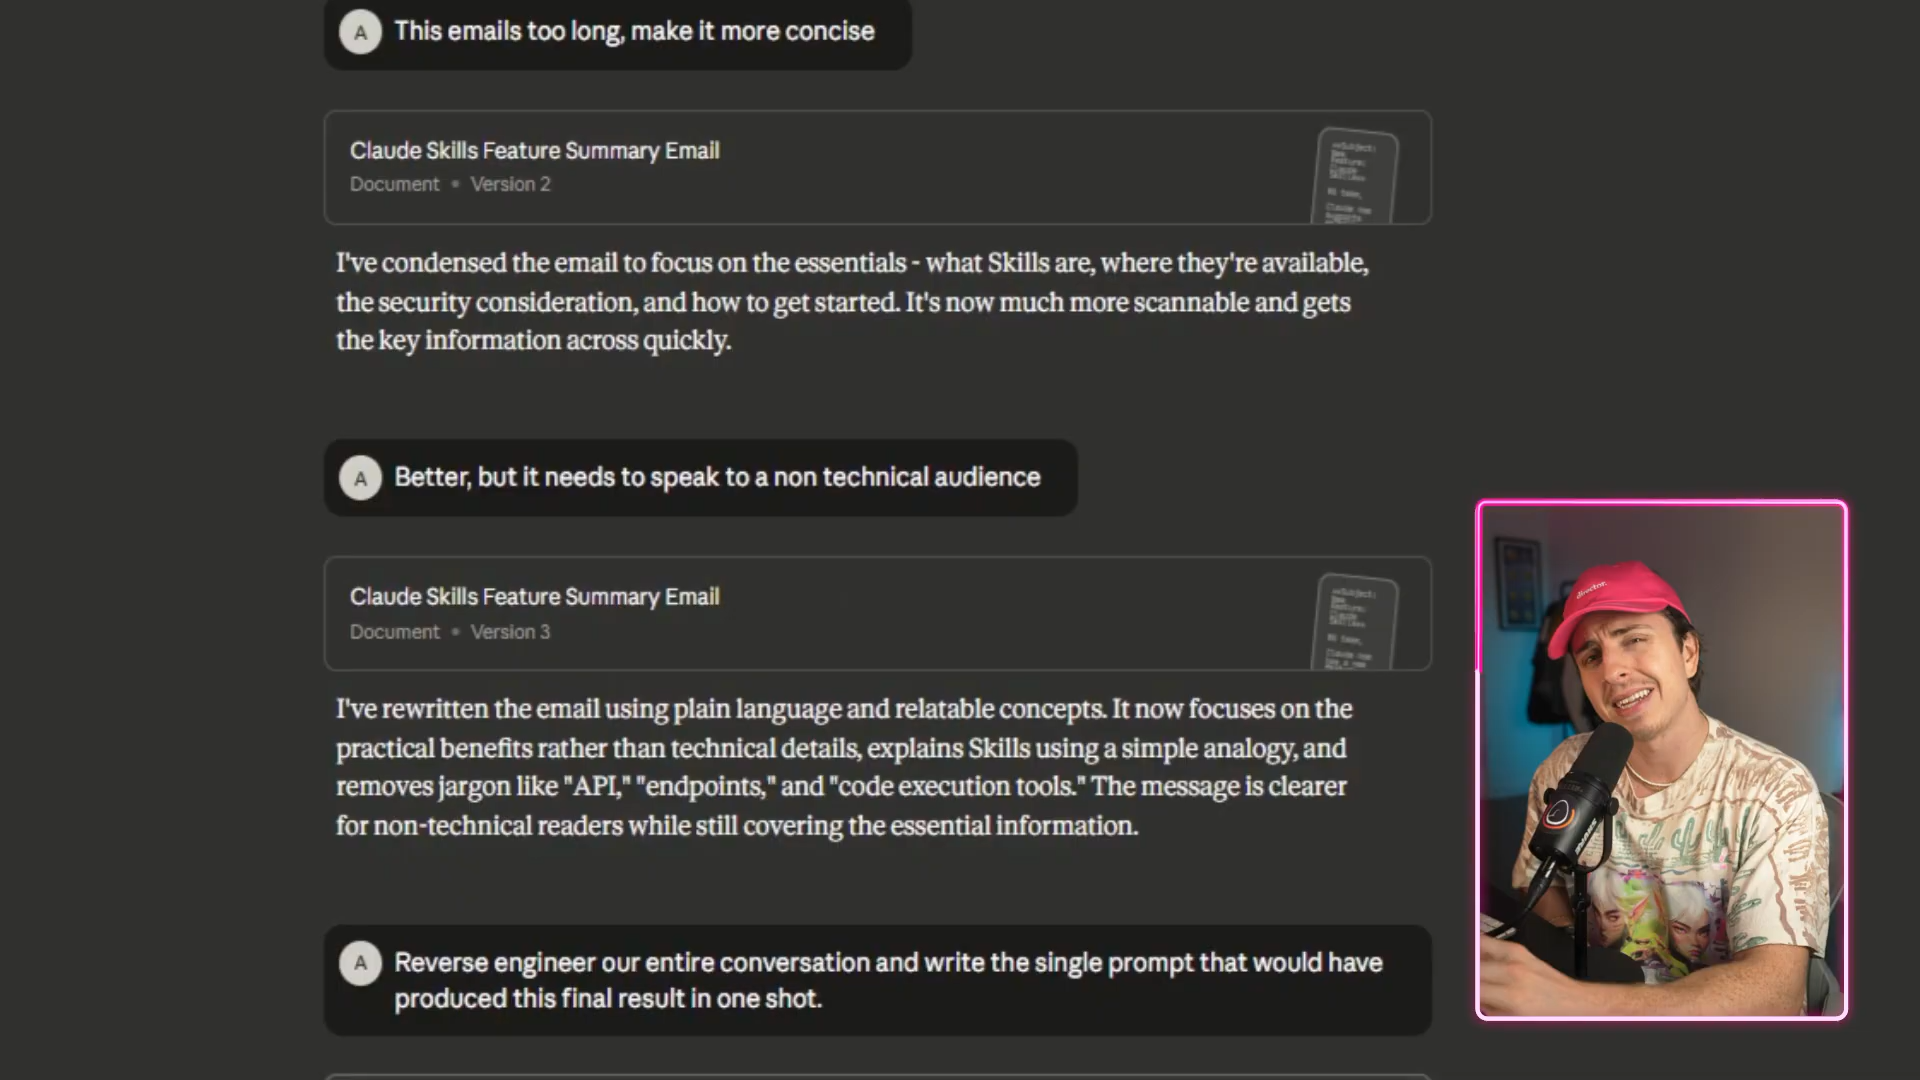 A This emails too long, make it more concise
Claude Skills Feature Summary Email
Document • Version 2
I've condensed the email to focus on the essentials - what Skills are, where they're available,
the security consideration, and how to get started. It's now much more scannable and gets
the key information across quickly.
A Better, but it needs to speak to a non technical audience
Claude Skills Feature Summary Email
Document • Version 3
I've rewritten the email using plain language and relatable concepts. It now focuses on the
practical benefits rather than technical details, explains Skills using a simple analogy, and
removes jargon like "API," "endpoints," and "code execution tools." The message is clearer
for non-technical readers while still covering the essential information.
director.
A Reverse engineer our entire conversation and write the single prompt that would have
produced this final result in one shot.